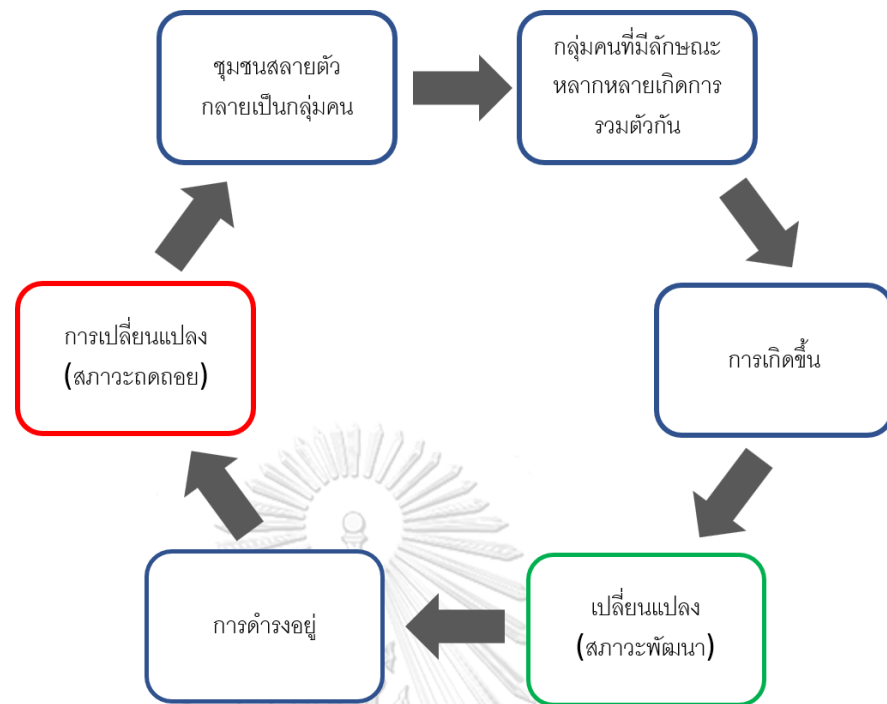 ชุมชนสลายตัว
กลายเป็นกลุ่มคน
กลุ่มคนที่มีลักษณะ
หลากหลายเกิดการ
รวมตัวกัน
การเปลี่ยนแปลง
(สภาวะถดถอย)
การเกิดขึ้น
การดำรงอยู่
เปลี่ยนแปลง
(สภาวะพัฒนา)